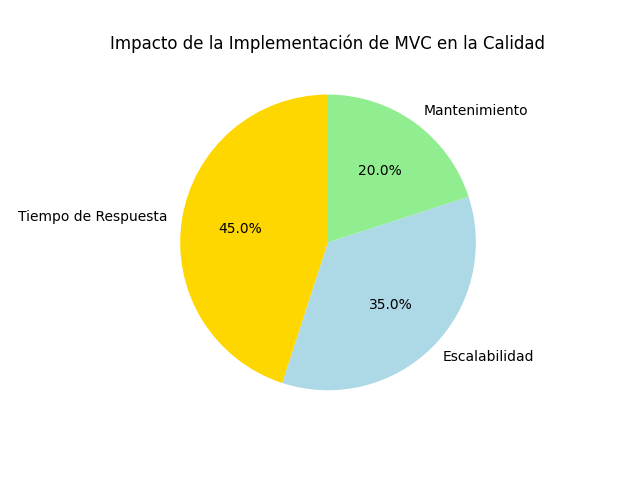 Impacto de la Implementación de MVC en la Calidad
Mantenimiento
20.0%
Tiempo de Respuesta
45.0%
35.0%
Escalabilidad